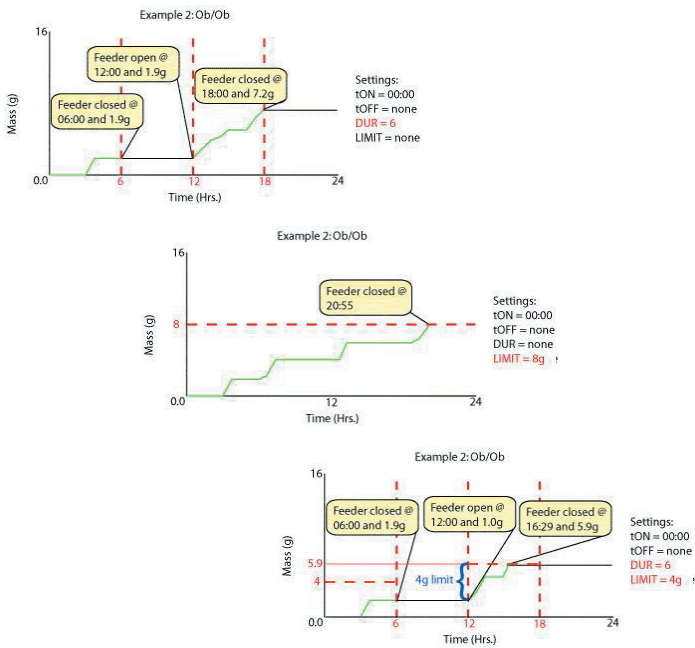 Example 2: Ob/Ob
16
Feeder open @
12:00 and 1.9g
Feeder closed @
18:00 and 7.2g
Feeder closed @
06:00 and 1.9g
Settings:
tON = 00:00
tOFF = none
DUR = 6
LIMIT = none
Mass (g)
0.0
6
12
18
24
Time (Hrs.)
Example 2: Ob/Ob
16
Feeder closed @
20:55
Settings:
tON = 00:00
tOFF = none
DUR = none
LIMIT = 8g
8
Mass (g)
0.0
12
24
Time (Hrs.)
Example 2: Ob/Ob
16
Feeder closed @
06:00 and 1.9g
Feeder open @
12:00 and 1.0g
Feeder closed @
16:29 and 5.9g
Settings:
tON = 00:00
tOFF = none
DUR = 6
LIMIT = 4g
5.9
4
4g limit
Mass (g)
0.0
6
12
18
24
Time (Hrs.)